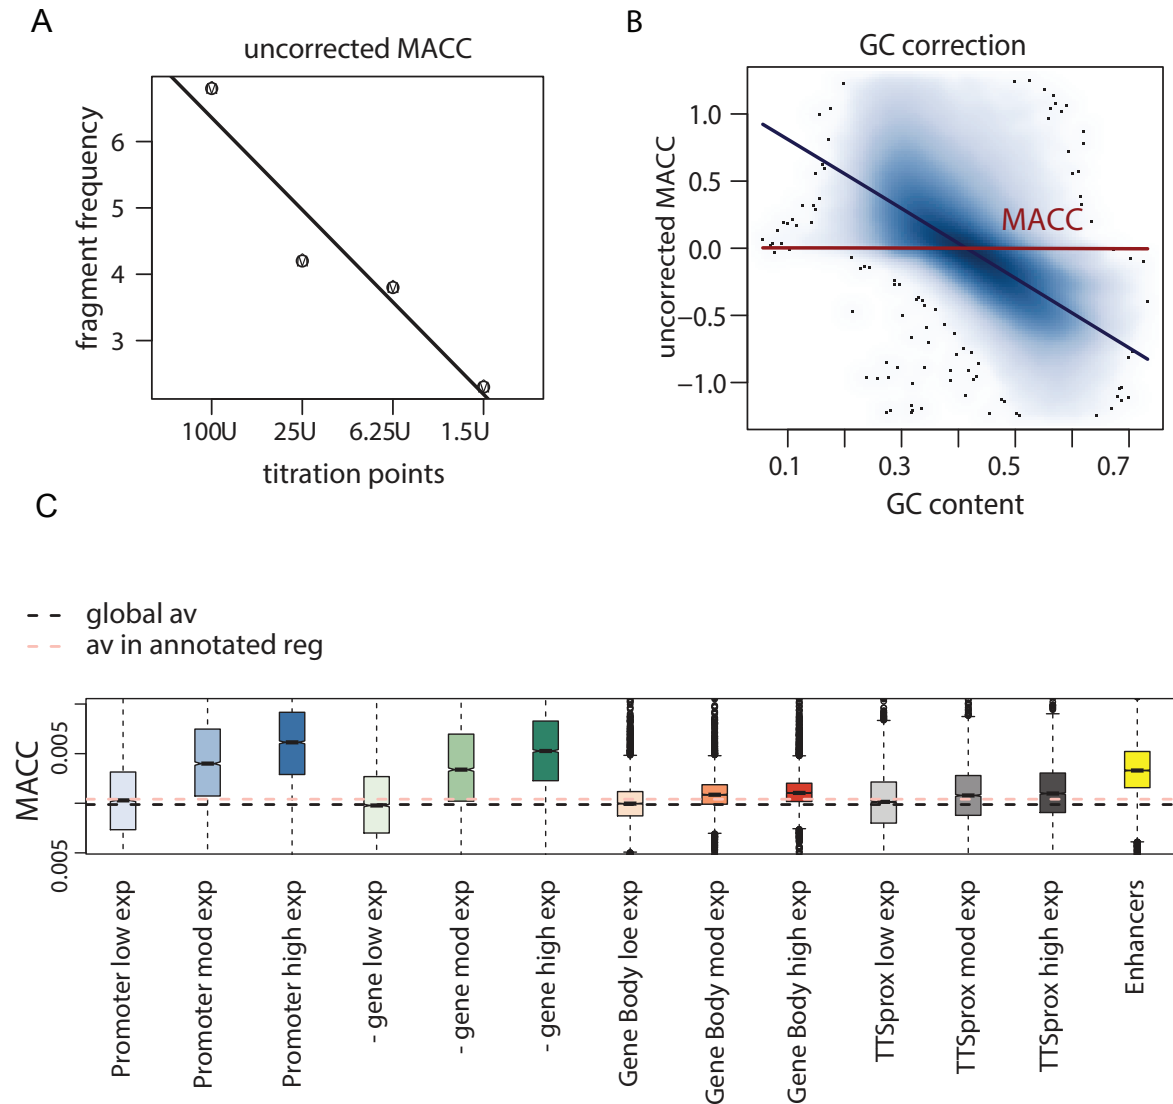 A
uncorrected MACC
fragment frequency
6
5
4
3
100U 25U 6.25U 1.5U
titration points
B
GC correction
uncorrected MACC
1.0
0.5
0.0
−0.5
−1.0
MACC
0.1 0.3 0.5 0.7
GC content
C
global av
av in annotated reg
MACC
0.005
0.005
Promoter low exp
Promoter mod exp
Promoter high exp
- gene low exp
- gene mod exp
- gene high exp
Gene Body loe exp
Gene Body mod exp
Gene Body high exp
TTSprox low exp
TTSprox mod exp
TTSprox high exp
Enhancers